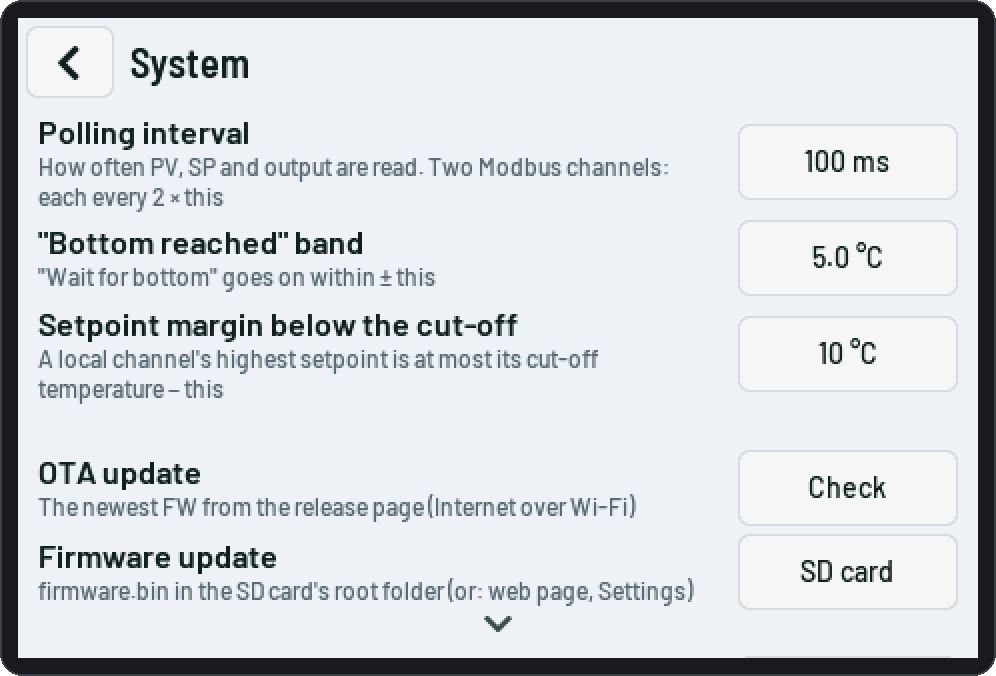 System
Polling interval
How often PV, SP and output are read. Two Modbus channels:
each every 2 × this
100 ms
"Bottom reached" band
"Wait for bottom" goes on within ± this
5.0 °C
Setpoint margin below the cut-off
A local channel's highest setpoint is at most its cut-off
temperature – this
10 °C
OTA update
The newest FW from the release page (Internet over Wi-Fi)
Check
Firmware update
firmware.bin in the SD card's root folder (or: web page, Settings)
SD card